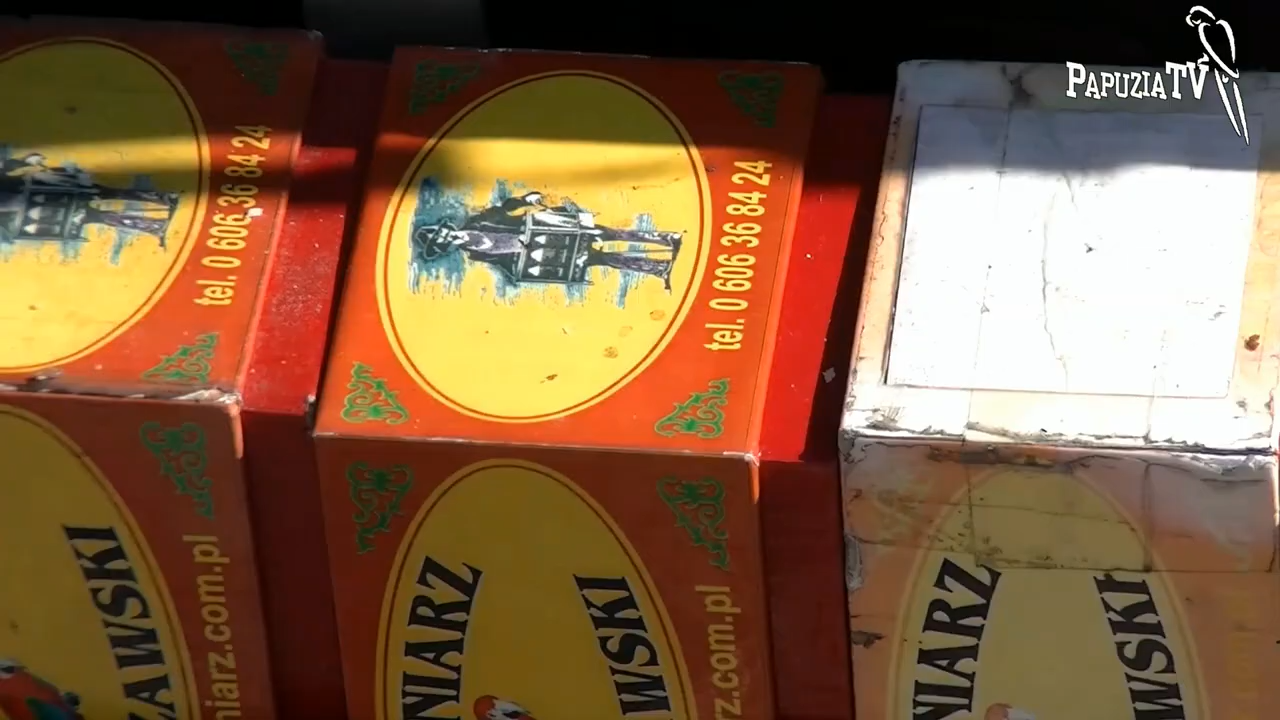 PAPUZIATV
tel. 0 606 36 84 24
tel. 0 606 36 84 24
ZAWSKI
niarz.com.pl
NIARZ
WSKI
rz.com.pl
NIARZ
WSKI